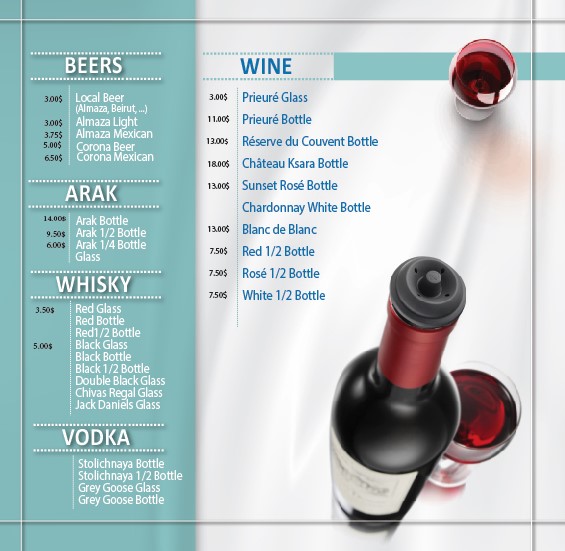 BEERS
3.00$ Local Beer
(Almaza, Beirut, ...)
3.00$ Almaza Light
3.75$ Almaza Mexican
5.00$ Corona Beer
6.50$ Corona Mexican
ARAK
14.00$ Arak Bottle
9.50$ Arak 1/2 Bottle
6.00$ Arak 1/4 Bottle
Glass
WHISKY
3.50$ Red Glass
Red Bottle
Red1/2 Bottle
5.00$ Black Glass
Black Bottle
Black 1/2 Bottle
Double Black Glass
Chivas Regal Glass
Jack Daniels Glass
VODKA
Stolichnaya Bottle
Stolichnaya 1/2 Bottle
Grey Goose Glass
Grey Goose Bottle
WINE
3.00$ Prieuré Glass
11.00$ Prieuré Bottle
13.00$ Réserve du Couvent Bottle
18.00$ Château Ksara Bottle
13.00$ Sunset Rosé Bottle
Chardonnay White Bottle
13.00$ Blanc de Blanc
7.50$ Red 1/2 Bottle
7.50$ Rosé 1/2 Bottle
7.50$ White 1/2 Bottle